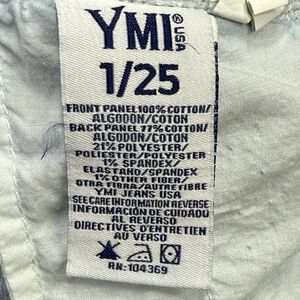 YMI® USA
1/25
FRONT PANEL 100% COTTON/
ALGODON/COTON
BACK PANEL 77% COTTON/
ALGODON/COTON
21% POLYESTER/
POLIESTER/POLYESTER
1% SPANDEX/
ELASTANO/SPANDEX
1% OTHER FIBER/
OTRA FIBRA/AUTRE FIBRE
YMI JEANS USA
SEE CARE INFORMATION REVERSE
INFORMACIÓN DE CUIDADO
AL REVERSO
DIRECTIVES D'ENTRETIEN
AU VERSO
RN: 104369